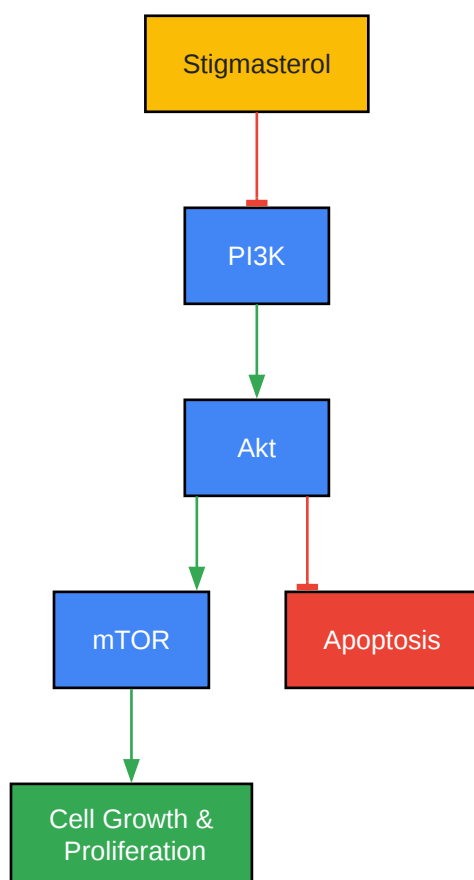 Stigmasterol
PI3K
Akt
mTOR
Apoptosis
Cell Growth &
Proliferation